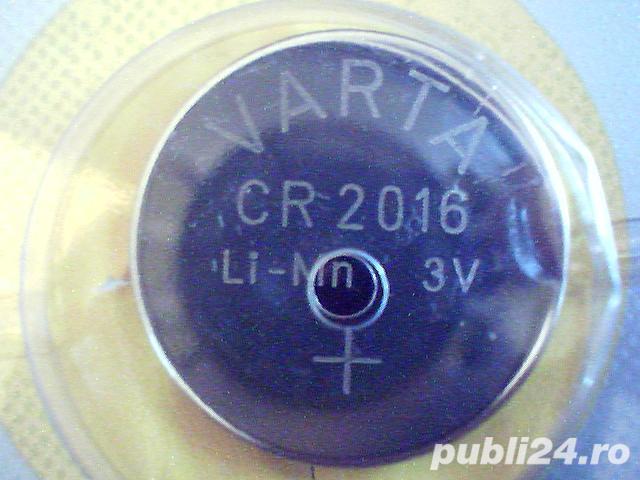 VARTA
CR 2016
Li-Mn 3V
+
publi24.ro